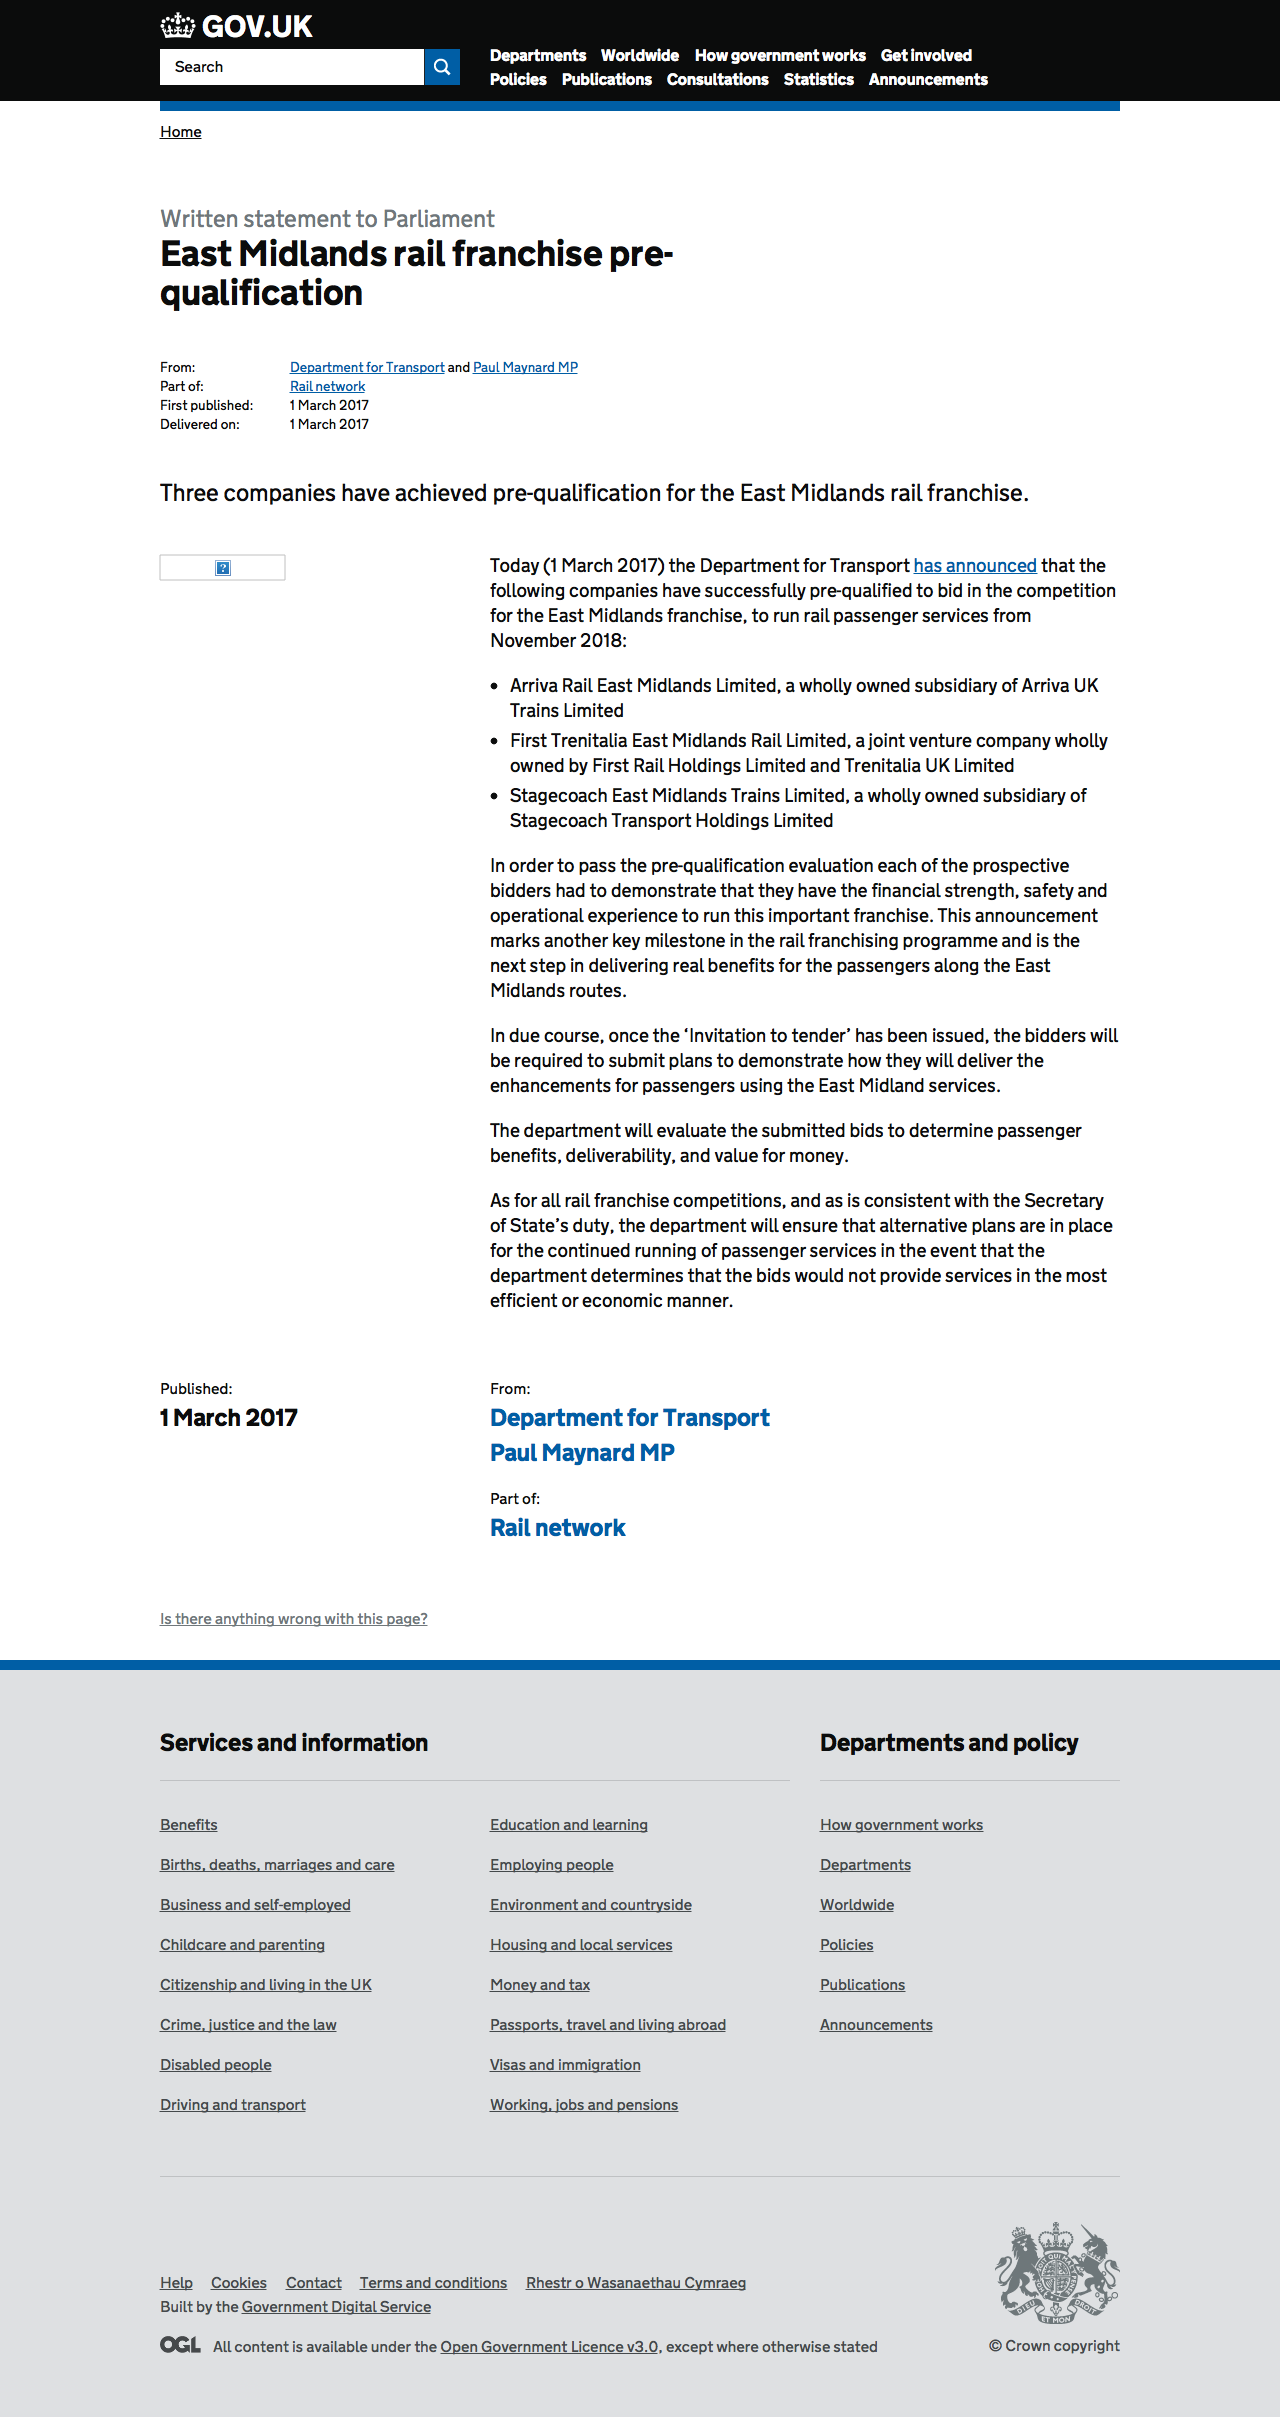 GOV.UK
Search
Departments Worldwide How government works Get involved
Policies Publications Consultations Statistics Announcements
Home
Written statement to Parliament
East Midlands rail franchise pre-
qualification
From: Department for Transport and Paul Maynard MP
Part of: Rail network
First published: 1 March 2017
Delivered on: 1 March 2017
Three companies have achieved pre-qualification for the East Midlands rail franchise.
Today (1 March 2017) the Department for Transport has announced that the
following companies have successfully pre-qualified to bid in the competition
for the East Midlands franchise, to run rail passenger services from
November 2018:
• Arriva Rail East Midlands Limited, a wholly owned subsidiary of Arriva UK
Trains Limited
• First Trenitalia East Midlands Rail Limited, a joint venture company wholly
owned by First Rail Holdings Limited and Trenitalia UK Limited
• Stagecoach East Midlands Trains Limited, a wholly owned subsidiary of
Stagecoach Transport Holdings Limited
In order to pass the pre-qualification evaluation each of the prospective
bidders had to demonstrate that they have the financial strength, safety and
operational experience to run this important franchise. This announcement
marks another key milestone in the rail franchising programme and is the
next step in delivering real benefits for the passengers along the East
Midlands routes.
In due course, once the ‘Invitation to tender’ has been issued, the bidders will
be required to submit plans to demonstrate how they will deliver the
enhancements for passengers using the East Midland services.
The department will evaluate the submitted bids to determine passenger
benefits, deliverability, and value for money.
As for all rail franchise competitions, and as is consistent with the Secretary
of State’s duty, the department will ensure that alternative plans are in place
for the continued running of passenger services in the event that the
department determines that the bids would not provide services in the most
efficient or economic manner.
Published:
1 March 2017
From:
Department for Transport
Paul Maynard MP
Part of:
Rail network
Is there anything wrong with this page?
Services and information
Benefits
Births, deaths, marriages and care
Business and self-employed
Childcare and parenting
Citizenship and living in the UK
Crime, justice and the law
Disabled people
Driving and transport
Education and learning
Employing people
Environment and countryside
Housing and local services
Money and tax
Passports, travel and living abroad
Visas and immigration
Working, jobs and pensions
Departments and policy
How government works
Departments
Worldwide
Policies
Publications
Announcements
Help Cookies Contact Terms and conditions Rhestr o Wasanaethau Cymraeg
Built by the Government Digital Service
OGL All content is available under the Open Government Licence v3.0, except where otherwise stated
DIEU ET MON DROIT
© Crown copyright